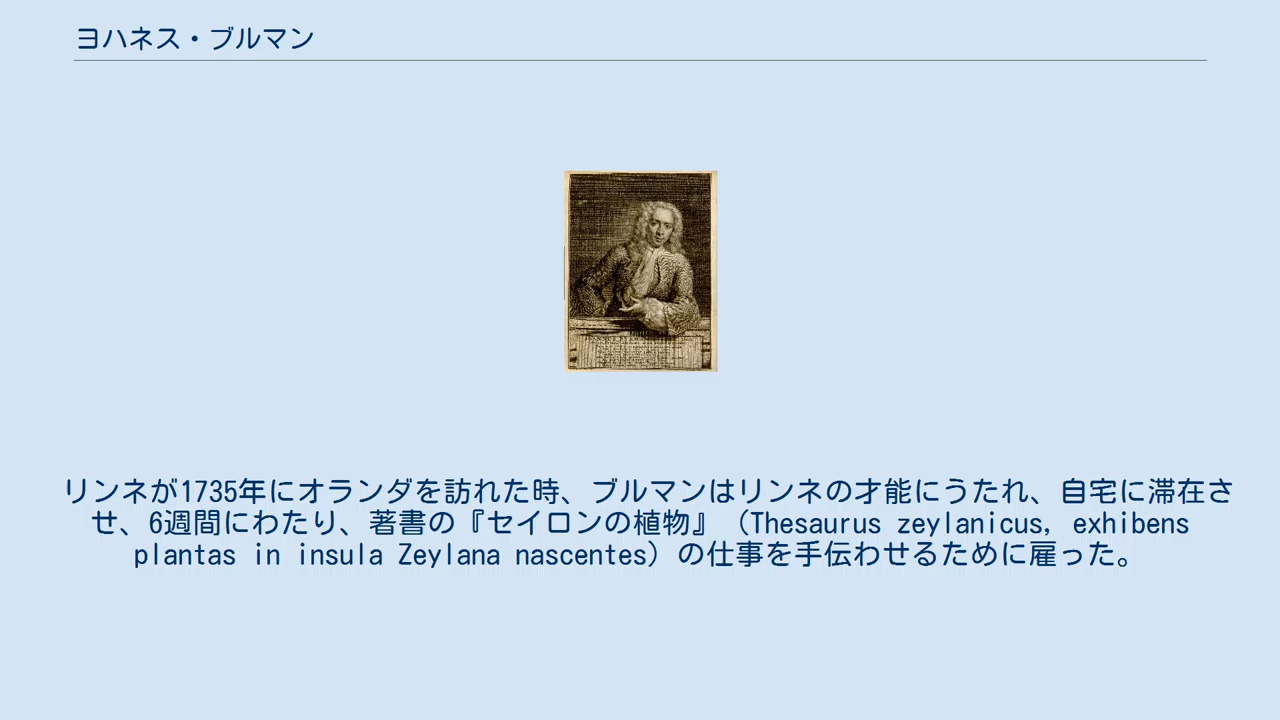 ヨハネス・ブルマン
リンネが1735年にオランダを訪れた時、ブルマンはリンネの才能にうたれ、自宅に滞在さ
せ、6週間にわたり、著書の『セイロンの植物』（Thesaurus zeylanicus, exhibens
plantas in insula Zeylana nascentes）の仕事を手伝わせるために雇った。